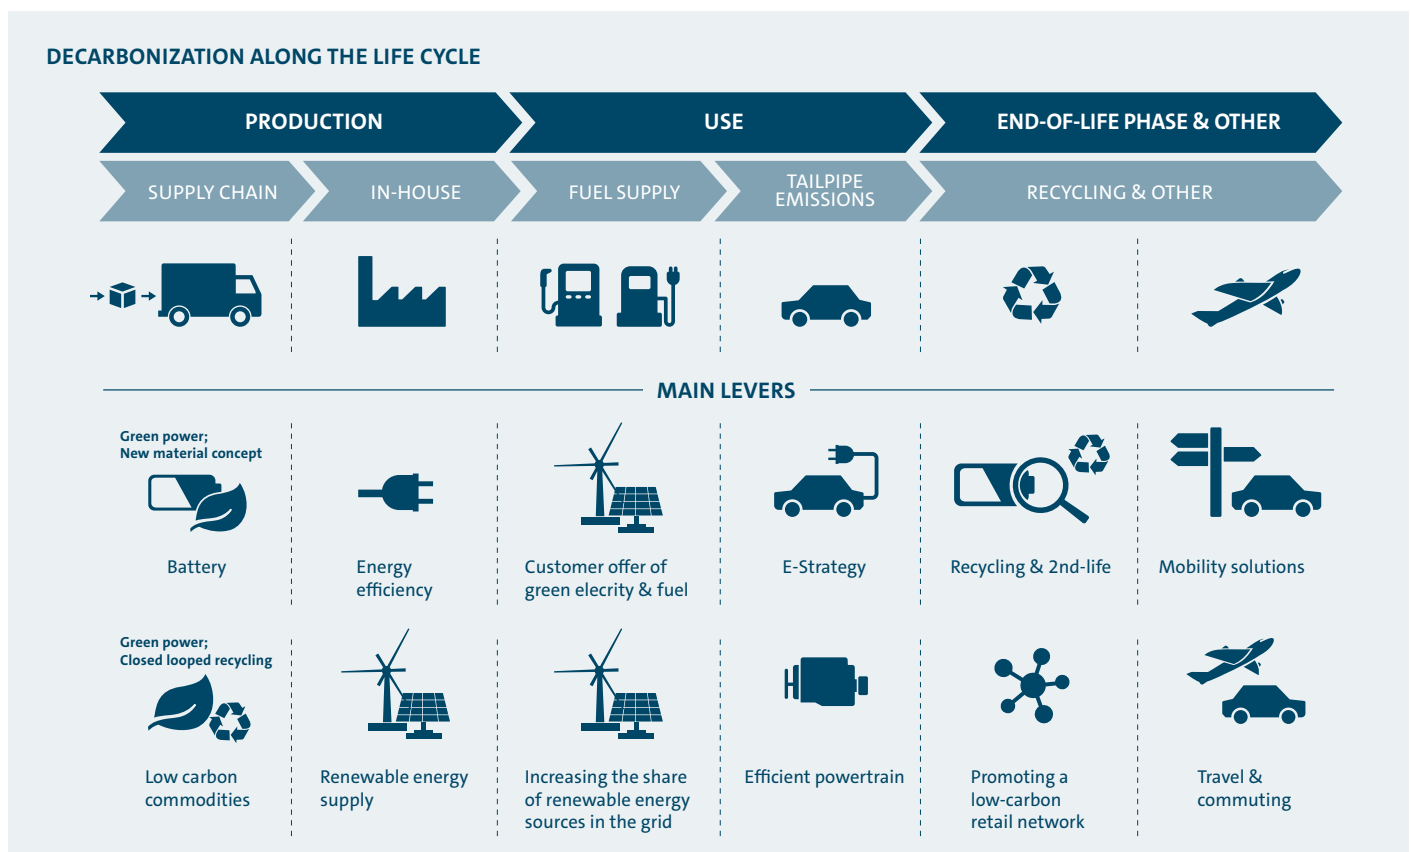 DECARBONIZATION ALONG THE LIFE CYCLE
PRODUCTION
USE
END-OF-LIFE PHASE & OTHER
SUPPLY CHAIN
IN-HOUSE
FUEL SUPPLY
TAILPIPE
EMISSIONS
RECYCLING & OTHER
MAIN LEVERS
Green power;
New material concept
Battery
Energy
efficiency
Customer offer of
green elecrity & fuel
E-Strategy
Recycling & 2nd-life
Mobility solutions
Green power;
Closed looped recycling
Low carbon
commodities
Renewable energy
supply
Increasing the share
of renewable energy
sources in the grid
Efficient powertrain
Promoting a
low-carbon
retail network
Travel &
commuting